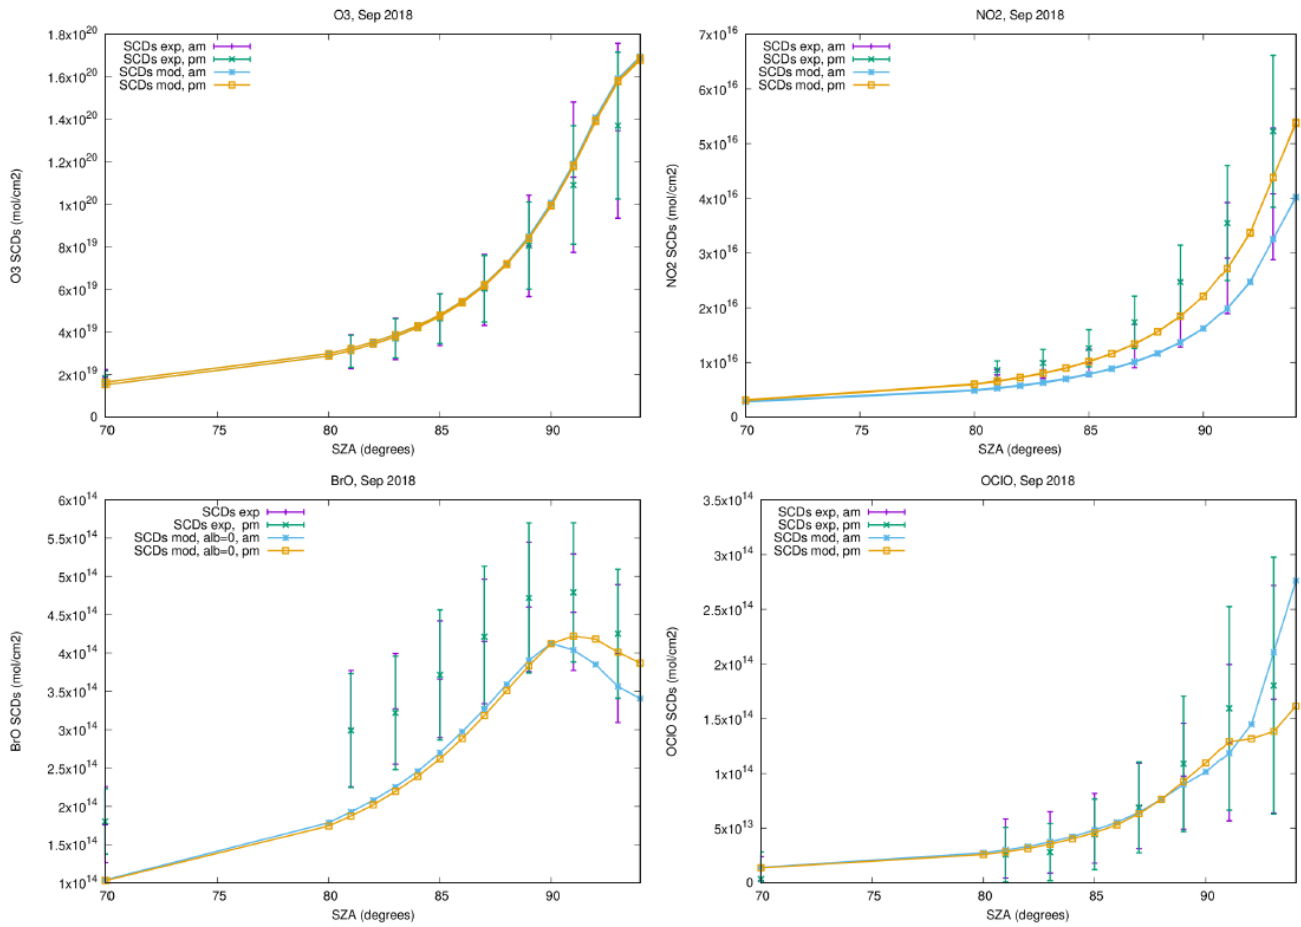 O3, Sep 2018
SCDs exp, am
SCDs exp, pm
SCDs mod, am
SCDs mod, pm
1.8x10^20
1.6x10^20
1.4x10^20
1.2x10^20
1x10^20
8x10^19
6x10^19
4x10^19
2x10^19
0
O3 SCDs (mol/cm2)
70 75 80 85 90
SZA (degrees)
NO2, Sep 2018
SCDs exp, am
SCDs exp, pm
SCDs mod, am
SCDs mod, pm
7x10^16
6x10^16
5x10^16
4x10^16
3x10^16
2x10^16
1x10^16
0
NO2 SCDs (mol/cm2)
70 75 80 85 90
SZA (degrees)
BrO, Sep 2018
SCDs exp
SCDs exp, pm
SCDs mod, alb=0, am
SCDs mod, alb=0, pm
6x10^14
5.5x10^14
5x10^14
4.5x10^14
4x10^14
3.5x10^14
3x10^14
2.5x10^14
2x10^14
1.5x10^14
1x10^14
BrO SCDs (mol/cm2)
70 75 80 85 90
SZA (degrees)
OClO, Sep 2018
SCDs exp, am
SCDs exp, pm
SCDs mod, am
SCDs mod, pm
3.5x10^14
3x10^14
2.5x10^14
2x10^14
1.5x10^14
1x10^14
5x10^13
0
OClO SCDs (mol/cm2)
70 75 80 85 90
SZA (degrees)